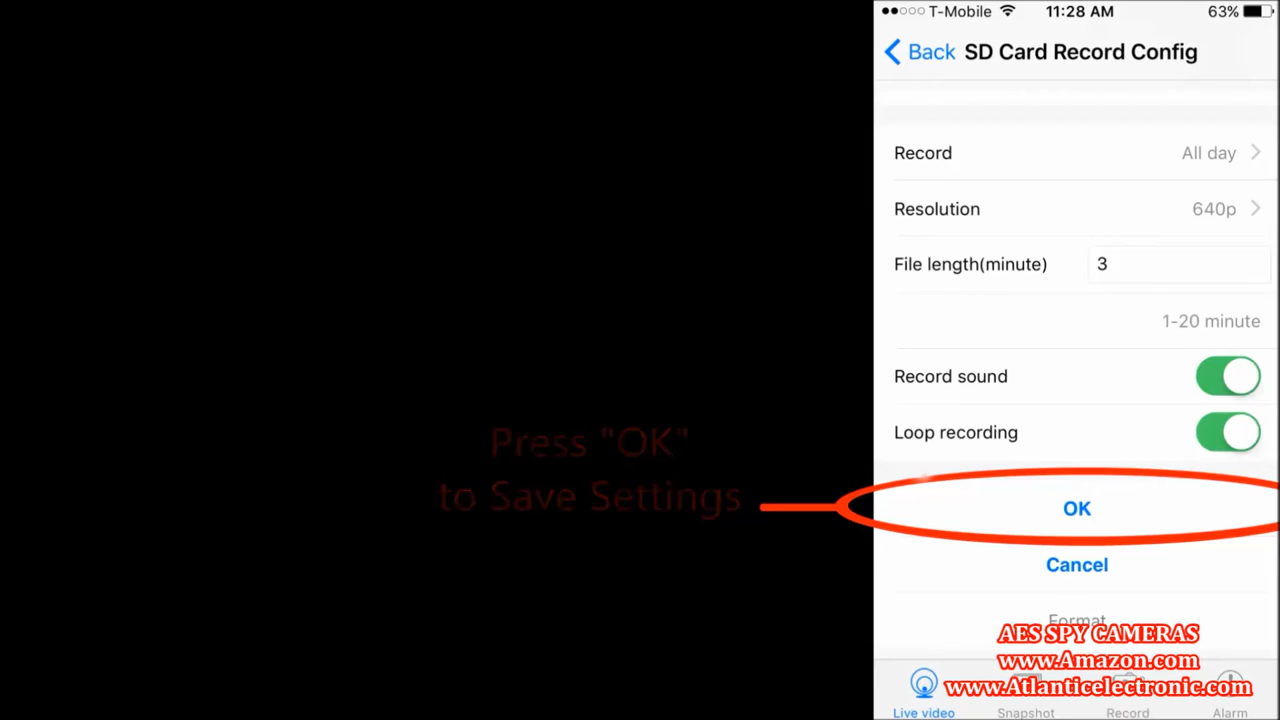 T-Mobile 11:28 AM 63%
Back SD Card Record Config
Record All day
Resolution 640p
File length(minute) 3
1-20 minute
Record sound
Loop recording
Press "OK"
to Save Settings
OK
Cancel
Format
AES SPY CAMERAS
www.Amazon.com
www.Atlanticelectronic.com
Live video Snapshot Record Alarm